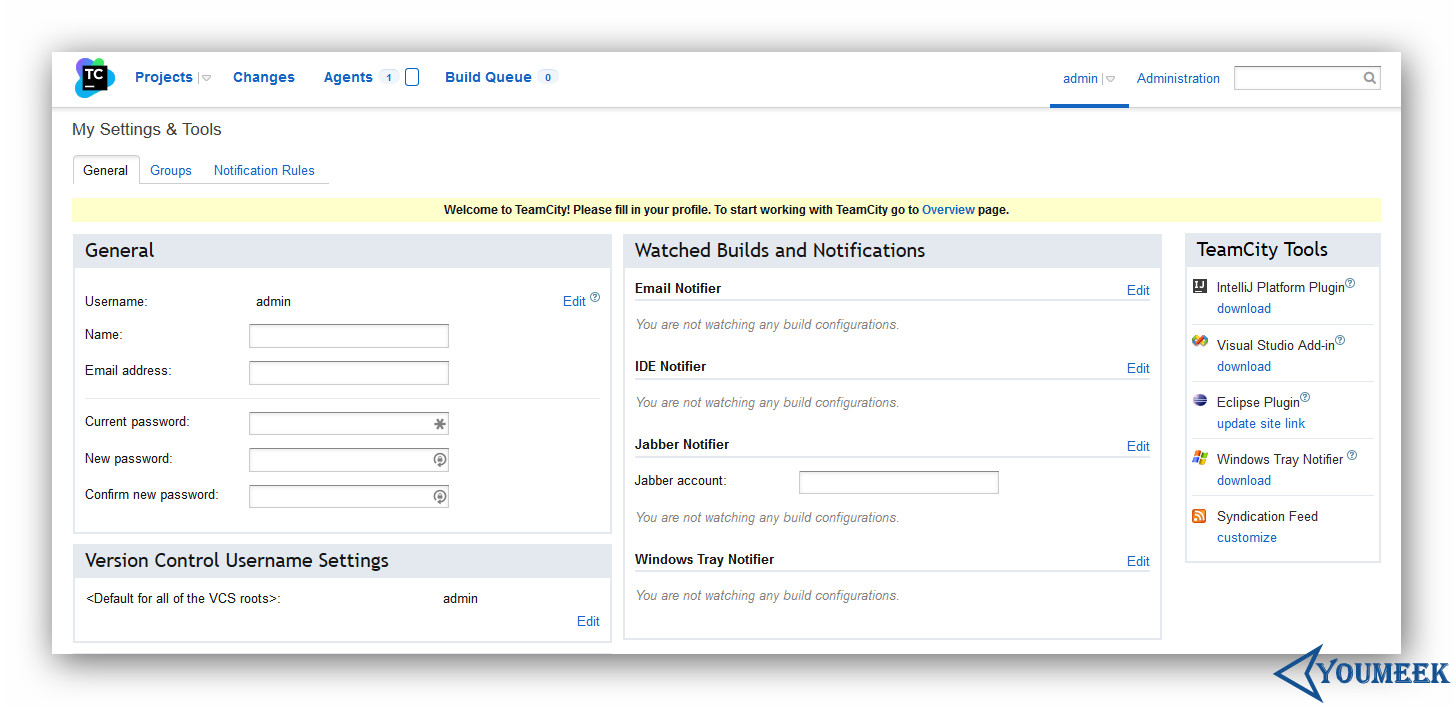 TC
Projects
Changes
Agents 1
Build Queue 0
admin
Administration
My Settings & Tools
General
Groups
Notification Rules
Welcome to TeamCity! Please fill in your profile. To start working with TeamCity go to Overview page.
General
Username: admin Edit ?
Name:
Email address:
Current password:
New password:
Confirm new password:
Version Control Username Settings
<Default for all of the VCS roots>: admin
Edit
Watched Builds and Notifications
Email Notifier Edit
You are not watching any build configurations.
IDE Notifier Edit
You are not watching any build configurations.
Jabber Notifier Edit
Jabber account:
You are not watching any build configurations.
Windows Tray Notifier Edit
You are not watching any build configurations.
TeamCity Tools
IJ IntelliJ Platform Plugin ?
download
Visual Studio Add-in ?
download
Eclipse Plugin ?
update site link
Windows Tray Notifier ?
download
Syndication Feed
customize
YOUMEEK